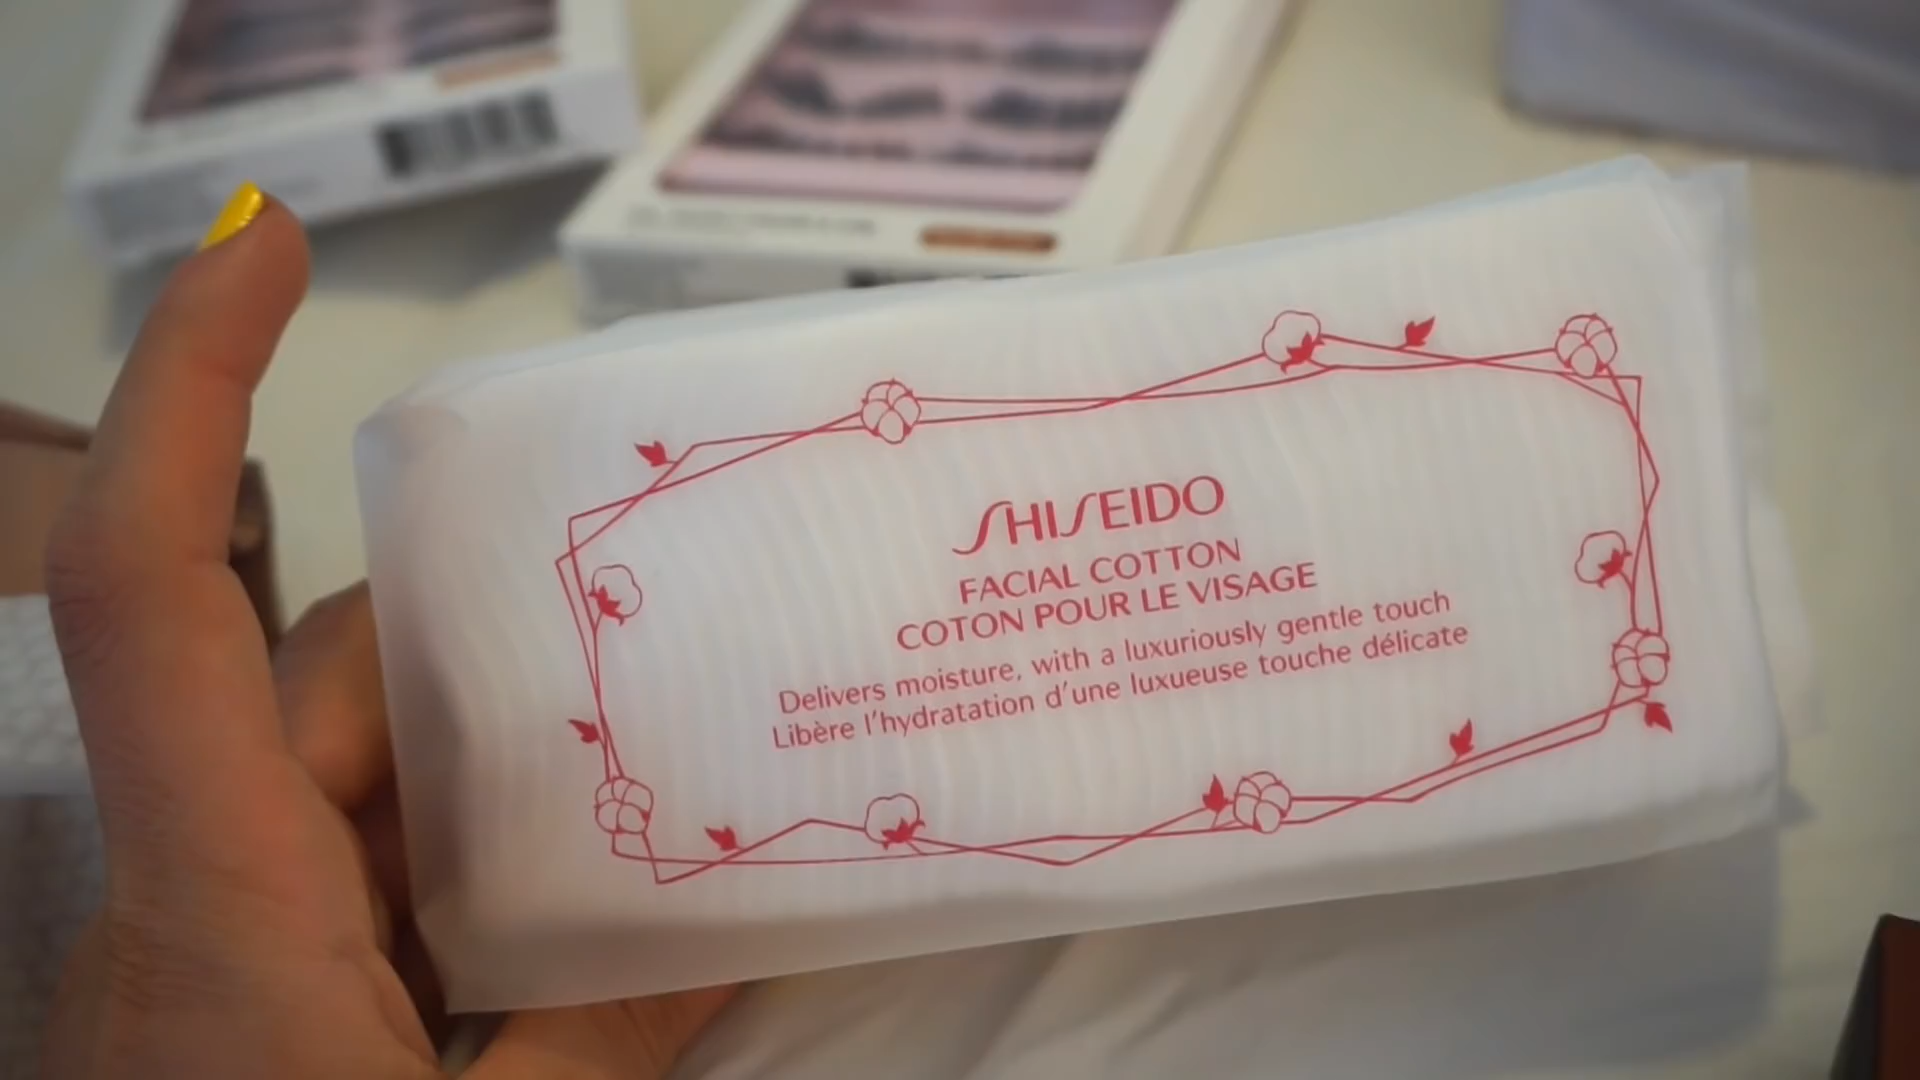 SHISEIDO
FACIAL COTTON
COTON POUR LE VISAGE
Delivers moisture, with a luxuriously gentle touch
Libère l'hydratation d'une luxueuse touche délicate